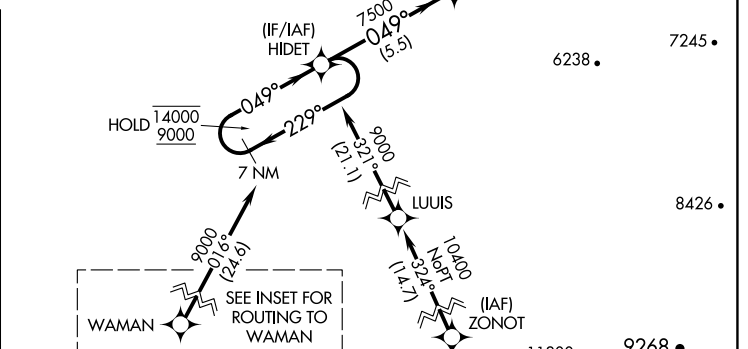 7500
049°
(5.5)
(IF/IAF)
HIDET
7245
6238
049°
HOLD 14000
9000
229°
7 NM
9000
321°
(21.1)
LUUIS
8426
9000
016°
(24.6)
10400
NoPT
324°
(14.7)
SEE INSET FOR
ROUTING TO
WAMAN
WAMAN
(IAF)
ZONOT
9268